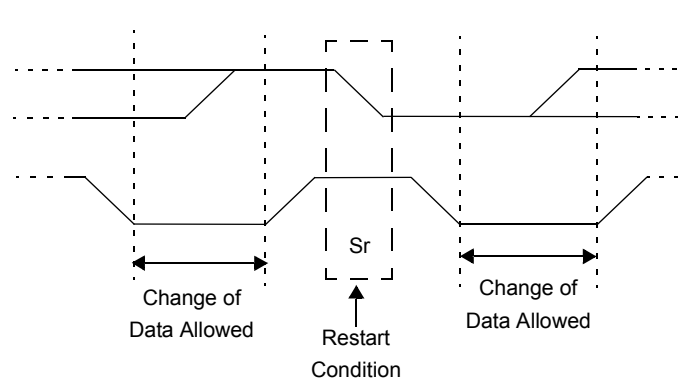 Sr
Change of
Data Allowed
Restart
Condition
Change of
Data Allowed